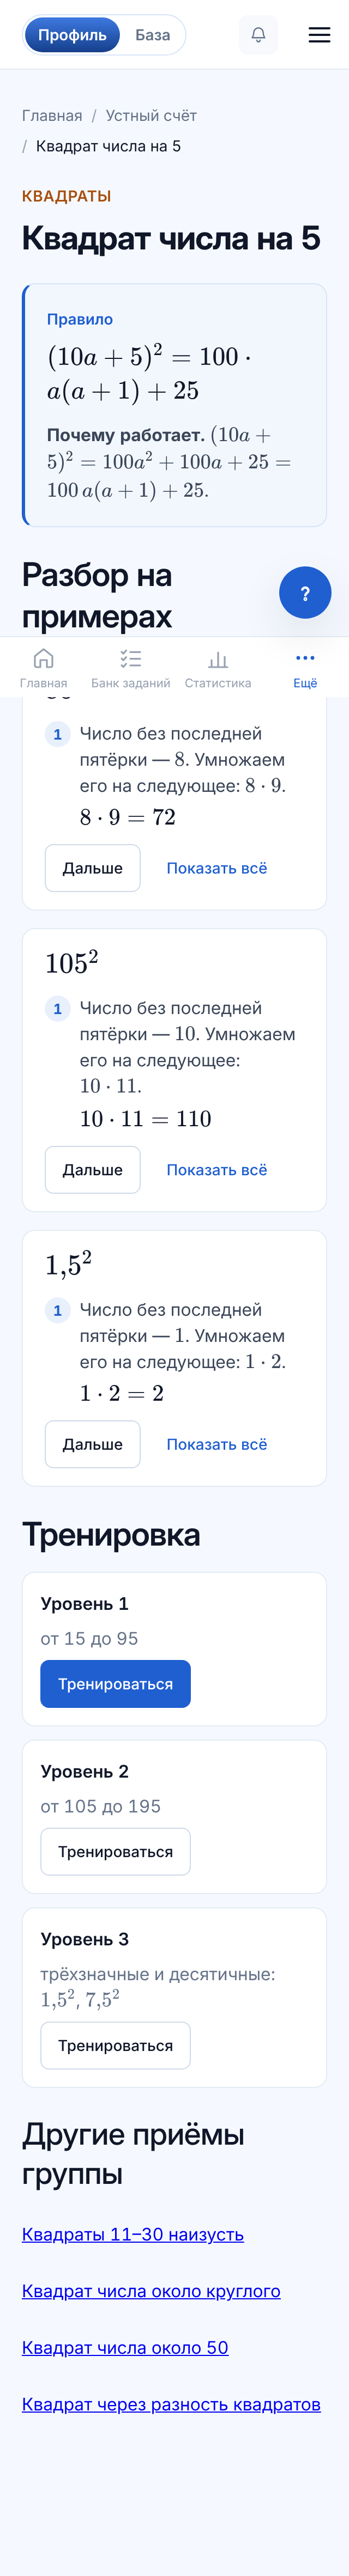 Профиль База
Главная / Устный счёт
/ Квадрат числа на 5
КВАДРАТЫ
Квадрат числа на 5
Правило
(10a + 5)² = 100 ·
a(a + 1) + 25
Почему работает. (10a +
5)² = 100a² + 100a + 25 =
100 a(a + 1) + 25.
Разбор на
примерах
?
Главная Банк заданий Статистика Ещё
1 Число без последней
пятёрки — 8. Умножаем
его на следующее: 8 · 9.
8 · 9 = 72
Дальше Показать всё
105²
1 Число без последней
пятёрки — 10. Умножаем
его на следующее:
10 · 11.
10 · 11 = 110
Дальше Показать всё
1,5²
1 Число без последней
пятёрки — 1. Умножаем
его на следующее: 1 · 2.
1 · 2 = 2
Дальше Показать всё
Тренировка
Уровень 1
от 15 до 95
Тренироваться
Уровень 2
от 105 до 195
Тренироваться
Уровень 3
трёхзначные и десятичные:
1,5², 7,5²
Тренироваться
Другие приёмы
группы
Квадраты 11–30 наизусть
Квадрат числа около круглого
Квадрат числа около 50
Квадрат через разность квадратов